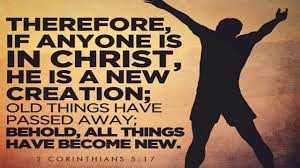 THEREFORE,
IF ANYONE IS
IN CHRIST,
HE IS A NEW
CREATION;
OLD THINGS HAVE
PASSED AWAY;
BEHOLD, ALL THINGS
HAVE BECOME NEW.
2 CORINTHIANS 5:17